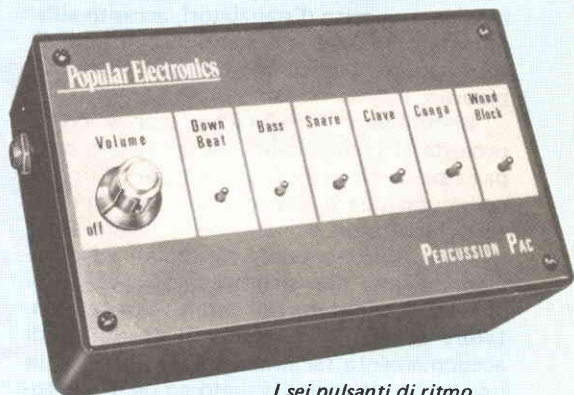 Popular Electronics
Volume
off
Down
Beat
Bass
Snare
Clave
Conga
Wood
Block
PERCUSSION PAC
I sei pulsanti di ritmo